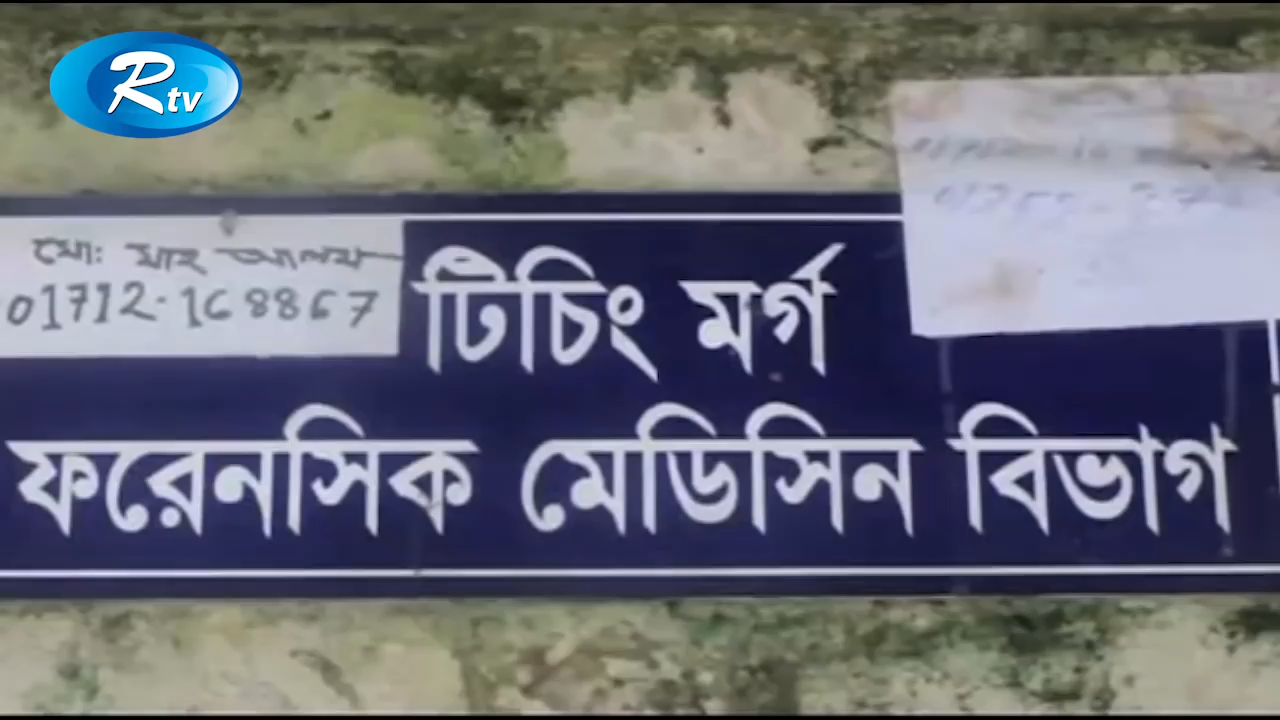 Rtv
মো: মাহ আলম
01712-168867
টিচিং মর্গ
ফরেনসিক মেডিসিন বিভাগ